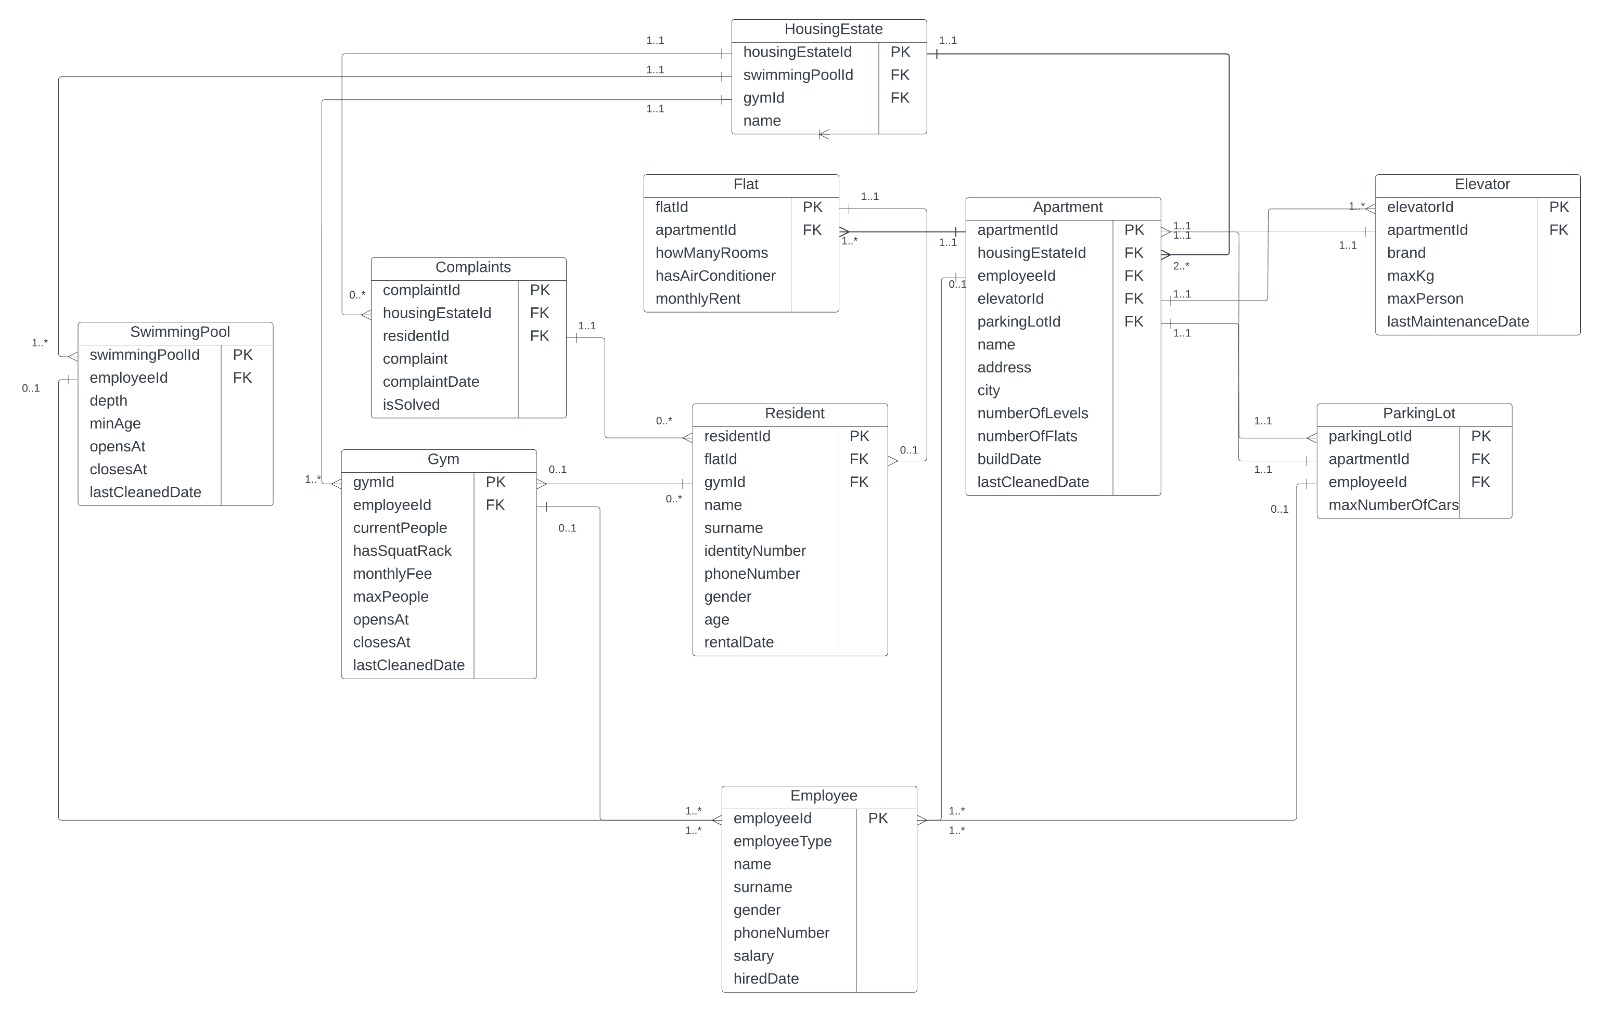 HousingEstate
housingEstateId PK
swimmingPoolId FK
gymId FK
name
1..1
1..1
1..1
1..1
Flat
flatId PK
apartmentId FK
howManyRooms
hasAirConditioner
monthlyRent
1..1
1..*
1..1
Apartment
apartmentId PK
housingEstateId FK
employeeId FK
elevatorId FK
parkingLotId FK
name
address
city
numberOfLevels
numberOfFlats
buildDate
lastCleanedDate
0..1
1..1
1..1
2..*
1..1
1..1
Elevator
elevatorId PK
apartmentId FK
brand
maxKg
maxPerson
lastMaintenanceDate
1..*
1..1
Complaints
complaintId PK
housingEstateId FK
residentId FK
complaint
complaintDate
isSolved
0..*
1..1
SwimmingPool
swimmingPoolId PK
employeeId FK
depth
minAge
opensAt
closesAt
lastCleanedDate
1..*
0..1
Resident
residentId PK
flatId FK
gymId FK
name
surname
identityNumber
phoneNumber
gender
age
rentalDate
0..*
0..1
0..*
ParkingLot
parkingLotId PK
apartmentId FK
employeeId FK
maxNumberOfCars
1..1
1..1
0..1
Gym
gymId PK
employeeId FK
currentPeople
hasSquatRack
monthlyFee
maxPeople
opensAt
closesAt
lastCleanedDate
1..*
0..1
0..1
Employee
employeeId PK
employeeType
name
surname
gender
phoneNumber
salary
hiredDate
1..*
1..*
1..*
1..*